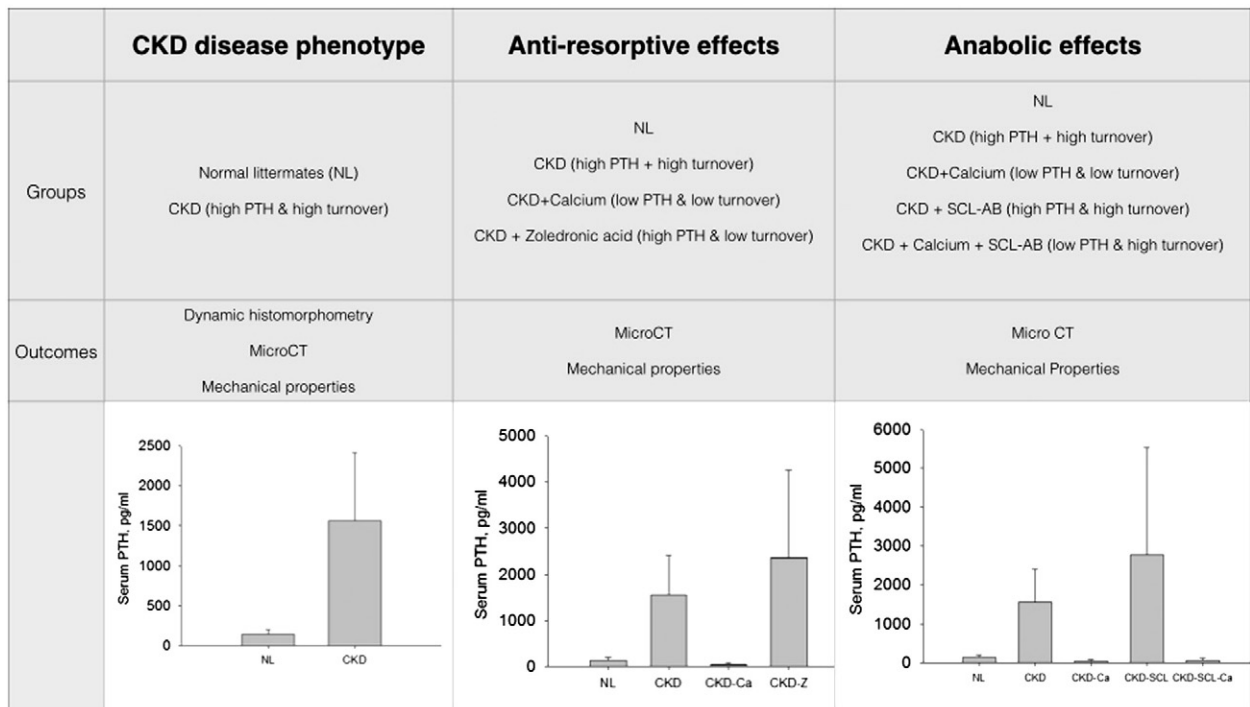 CKD disease phenotype
Anti-resorptive effects
Anabolic effects
Groups
Normal littermates (NL)
CKD (high PTH & high turnover)
NL
CKD (high PTH + high turnover)
CKD+Calcium (low PTH & low turnover)
CKD + Zoledronic acid (high PTH & low turnover)
NL
CKD (high PTH + high turnover)
CKD+Calcium (low PTH & low turnover)
CKD + SCL-AB (high PTH & high turnover)
CKD + Calcium + SCL-AB (low PTH & high turnover)
Outcomes
Dynamic histomorphometry
MicroCT
Mechanical properties
MicroCT
Mechanical properties
Micro CT
Mechanical Properties
Serum PTH, pg/ml
2500
2000
1500
1000
500
0
NL CKD
Serum PTH, pg/ml
5000
4000
3000
2000
1000
0
NL CKD CKD-Ca CKD-Z
Serum PTH, pg/ml
6000
5000
4000
3000
2000
1000
0
NL CKD CKD-Ca CKD-SCL CKD-SCL-Ca